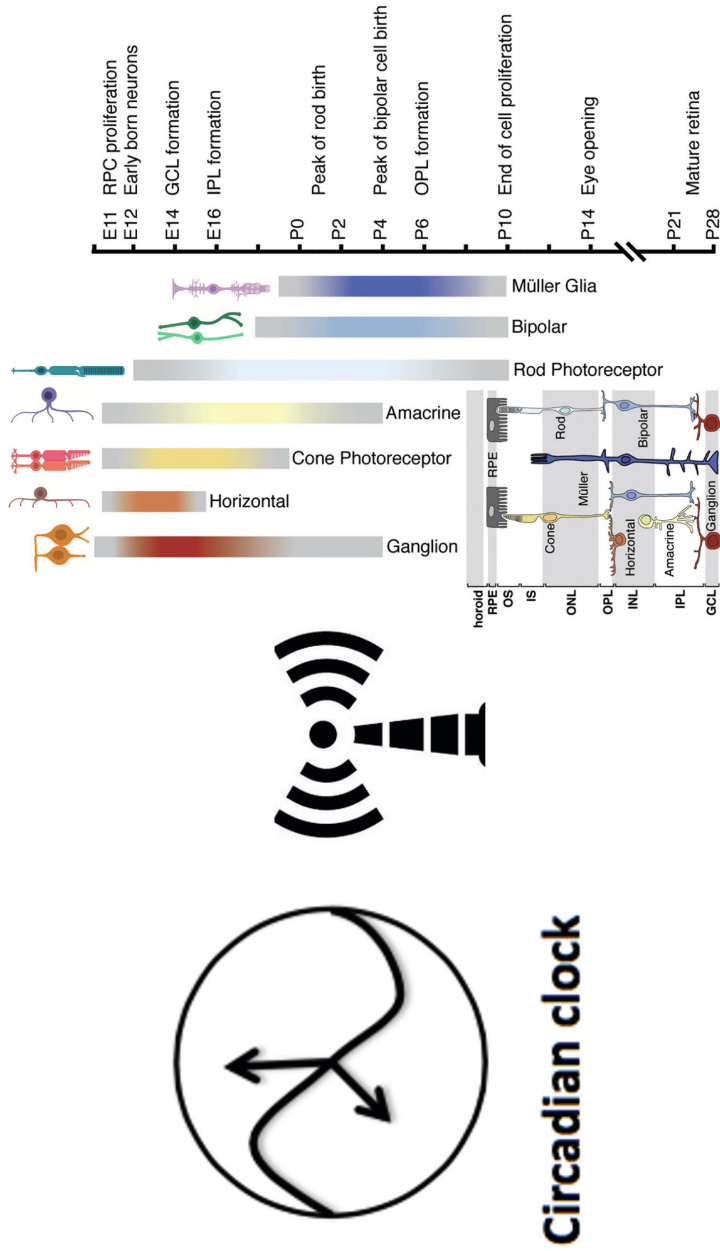 E11 RPC proliferation
E12 Early born neurons
E14 GCL formation
E16 IPL formation
P0
Peak of rod birth
P2
P4 Peak of bipolar cell birth
P6 OPL formation
P10 End of cell proliferation
P14 Eye opening
P21
Mature retina
P28
Müller Glia
Bipolar
Rod Photoreceptor
Amacrine
Cone Photoreceptor
Horizontal
Ganglion
horoid
RPE
OS
IS
ONL
OPL
INL
IPL
GCL
RPE
Rod
Cone
Müller
Bipolar
Horizontal
Amacrine
Ganglion
Circadian clock